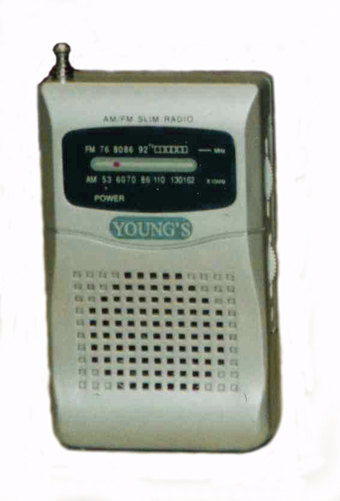 AM/FM SLIM RADIO
FM 76 8086 92 MHz
AM 53 6070 86 110 130162
POWER
YOUNG'S